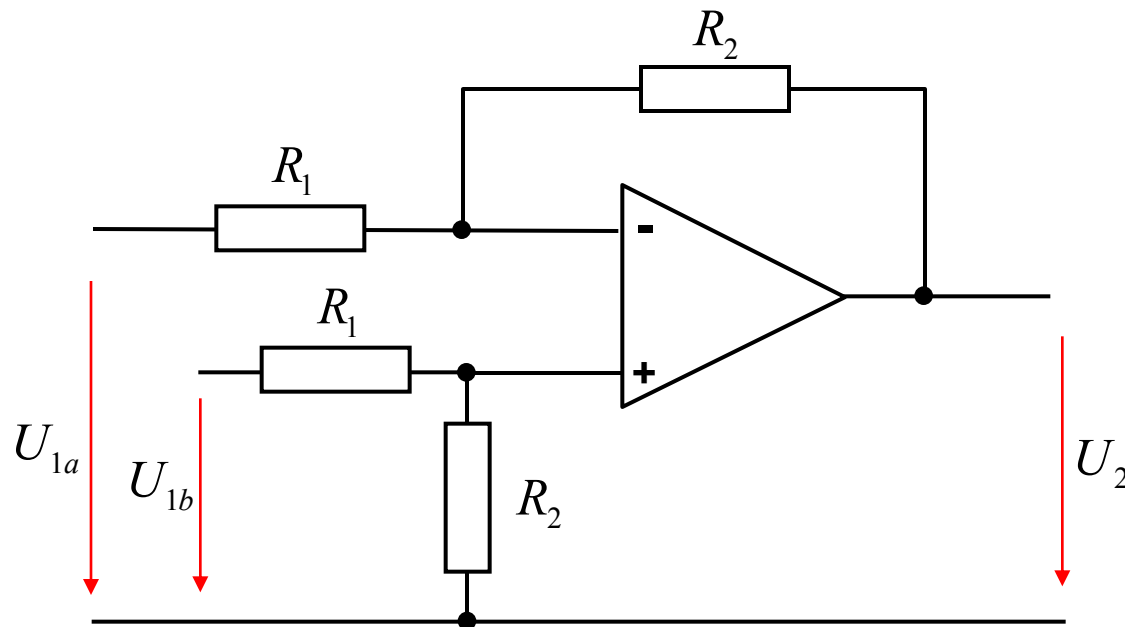 R₂
R₁
-
R₁
+
U₁ₐ
U₁b
R₂
U₂